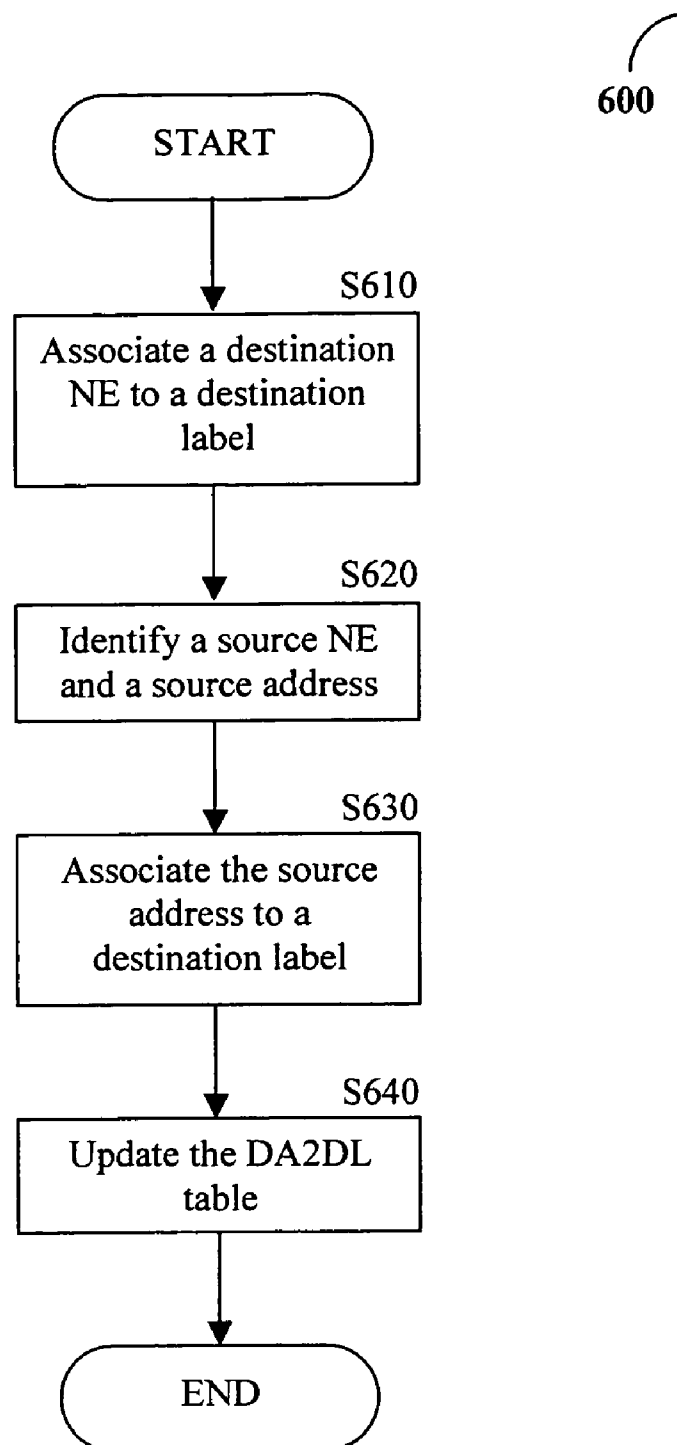 600
START
S610
Associate a destination
NE to a destination
label
S620
Identify a source NE
and a source address
S630
Associate the source
address to a
destination label
S640
Update the DA2DL
table
END